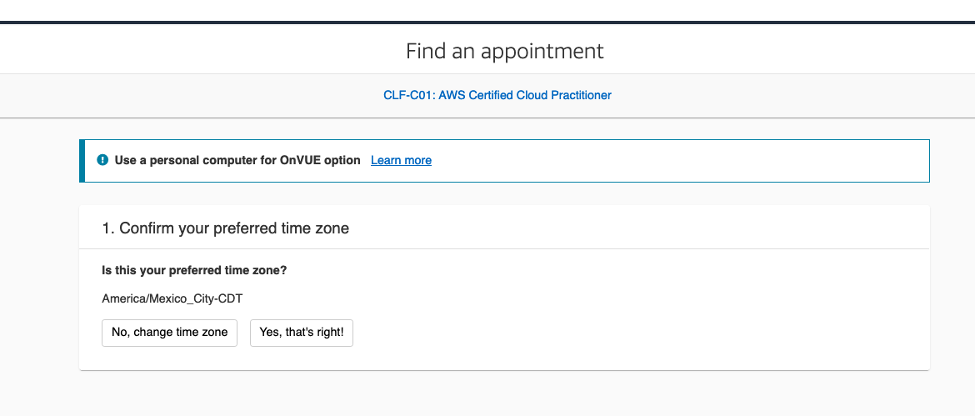 Find an appointment
CLF-C01: AWS Certified Cloud Practitioner
Use a personal computer for OnVUE option Learn more
1. Confirm your preferred time zone
Is this your preferred time zone?
America/Mexico_City-CDT
No, change time zone Yes, that's right!